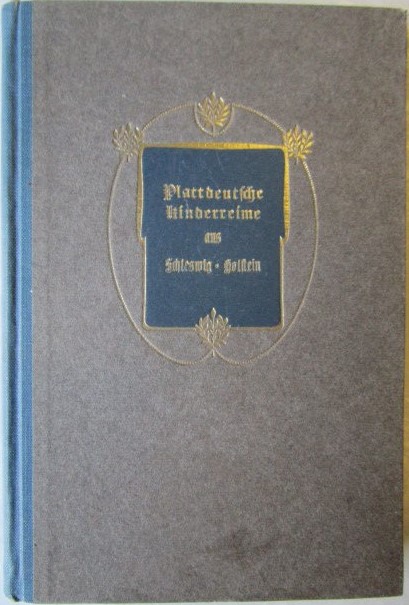 Plattdeutsche
Kinderreime
aus
Schleswig-Holstein